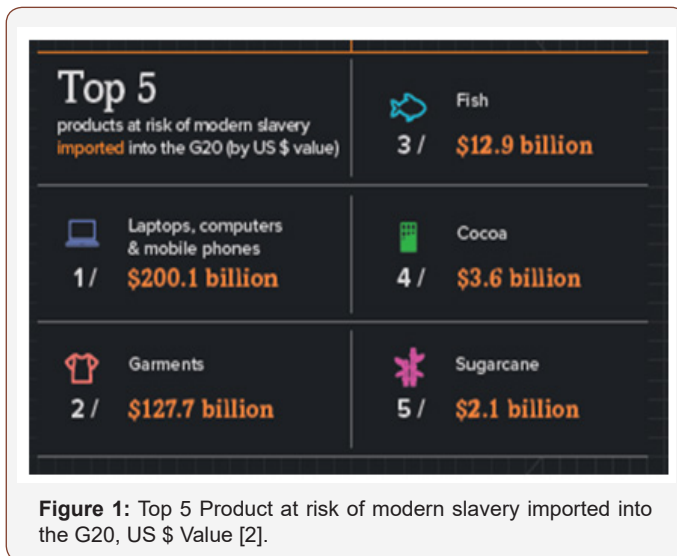 Top 5
products at risk of modern slavery
imported into the G20 (by US $ value)
Laptops, computers
& mobile phones
1/ $200.1 billion
Garments
2/ $127.7 billion
Fish
3/ $12.9 billion
Cocoa
4/ $3.6 billion
Sugarcane
5/ $2.1 billion
Figure 1: Top 5 Product at risk of modern slavery imported into
the G20, US $ Value [2].